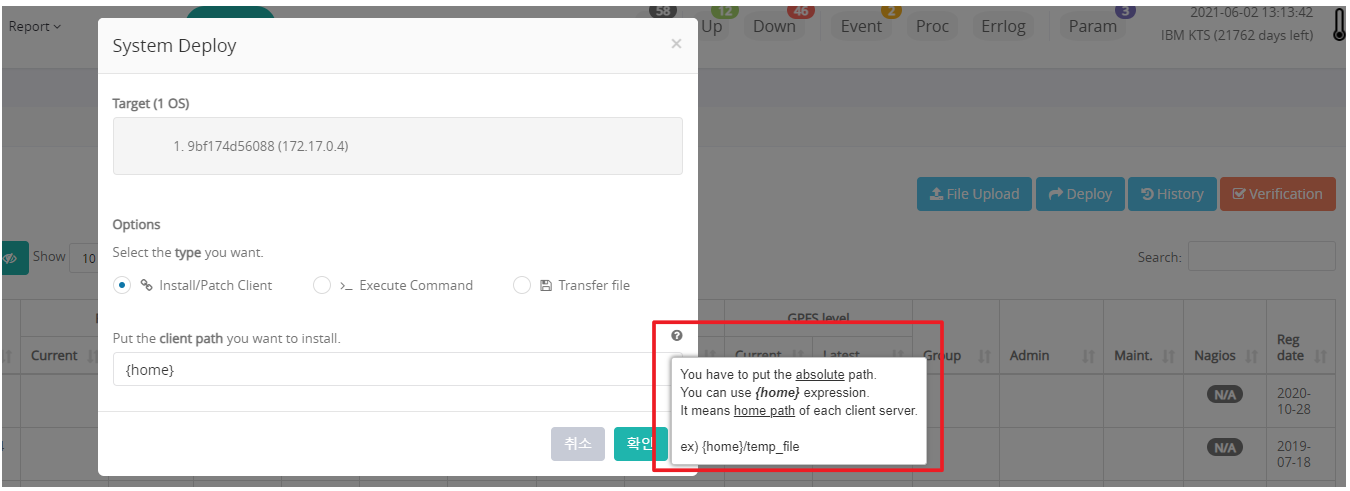 58
12
46
2
3
Report
Up
Down
Event
Proc
Errlog
Param
2021-06-02 13:13:42
IBM KTS (21762 days left)
System Deploy
×
Target (1 OS)
1. 9bf174d56088 (172.17.0.4)
File Upload
Deploy
History
Verification
Options
Select the type you want.
Show 10
Search:
Install/Patch Client
>_ Execute Command
Transfer file
Put the client path you want to install.
{home}
GPFS level
Current
Current
Latest
Group
Admin
Maint.
Nagios
Reg
date
You have to put the absolute path.
You can use {home} expression.
It means home path of each client server.
ex) {home}/temp_file
N/A
2020-
10-28
취소
확인
N/A
2019-
07-18